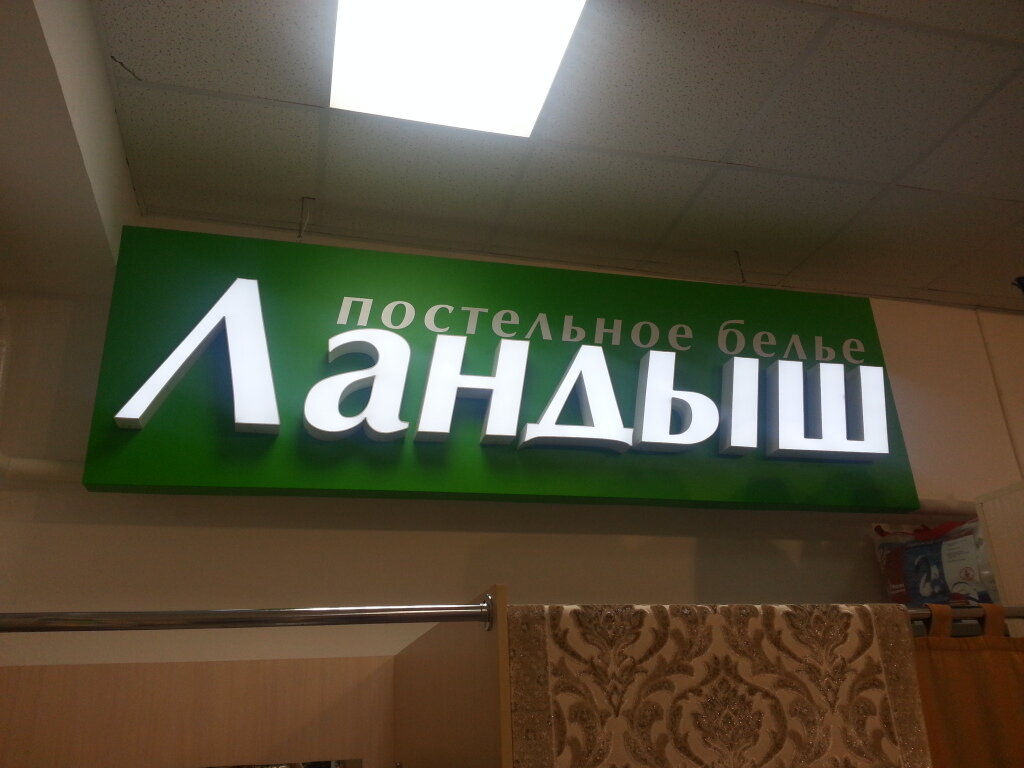 постельное белье
Ландыш